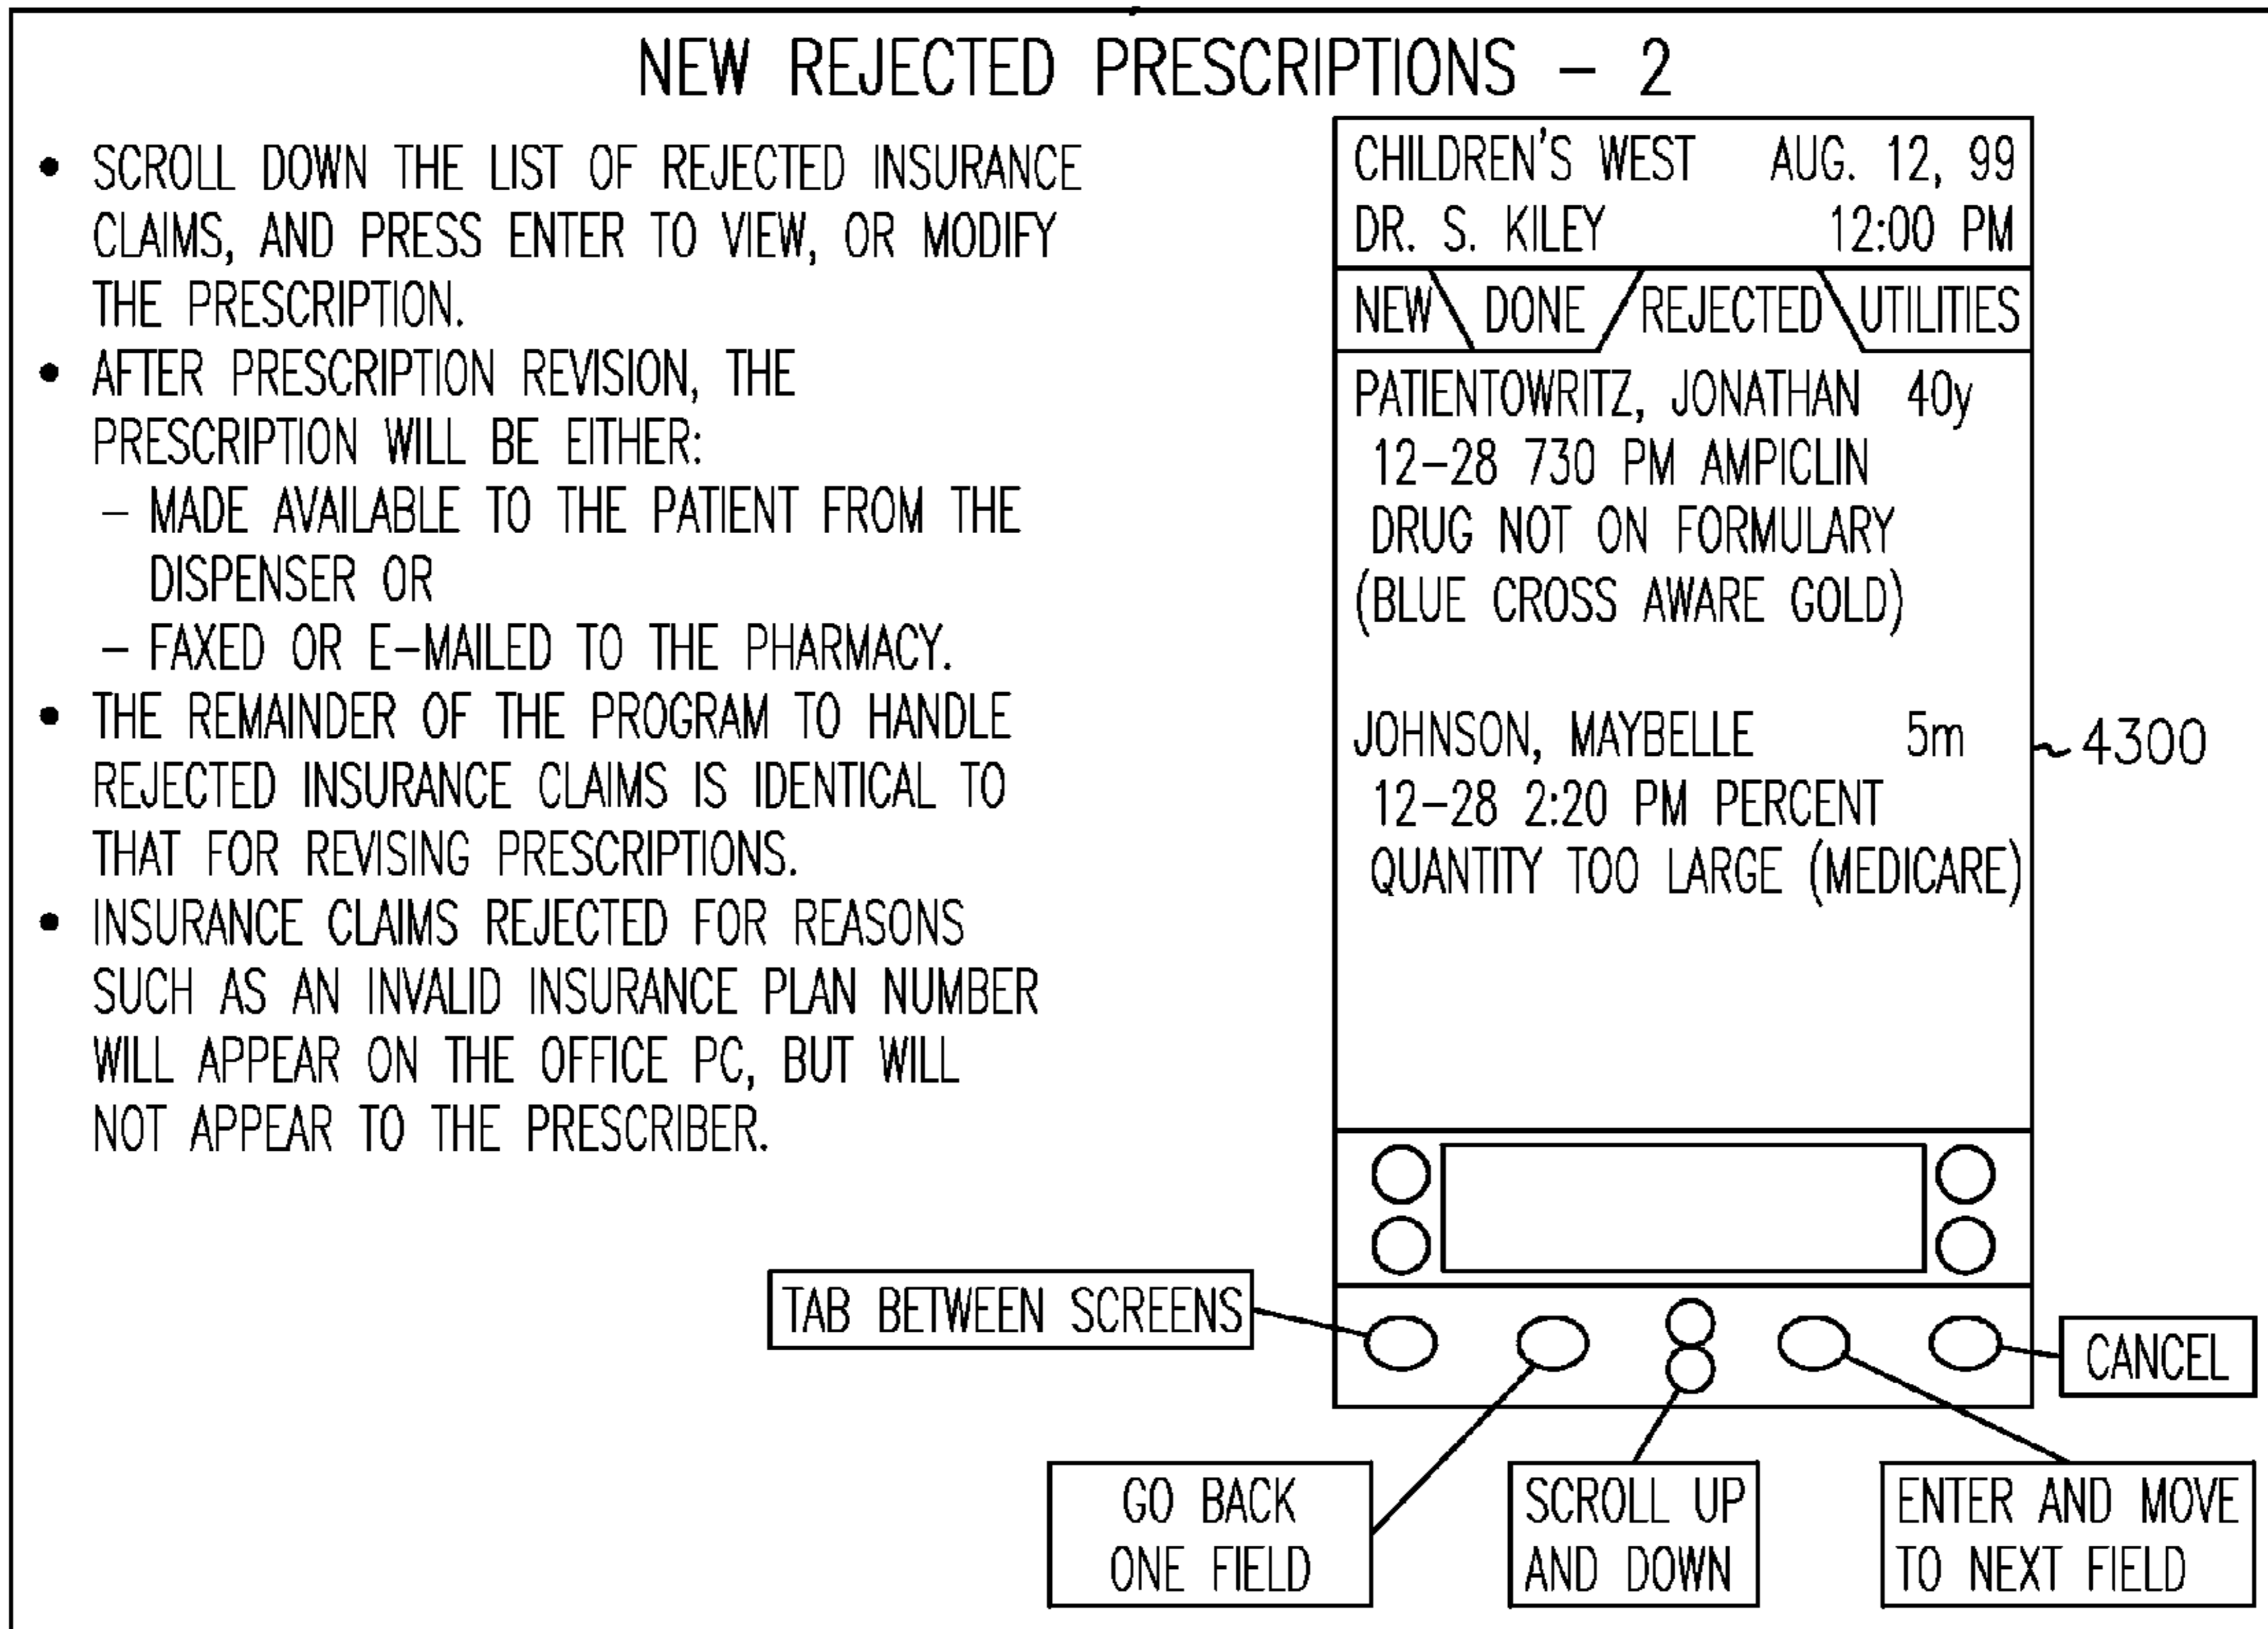 NEW REJECTED PRESCRIPTIONS – 2
• SCROLL DOWN THE LIST OF REJECTED INSURANCE
CLAIMS, AND PRESS ENTER TO VIEW, OR MODIFY
THE PRESCRIPTION.
• AFTER PRESCRIPTION REVISION, THE
PRESCRIPTION WILL BE EITHER:
– MADE AVAILABLE TO THE PATIENT FROM THE
DISPENSER OR
– FAXED OR E–MAILED TO THE PHARMACY.
• THE REMAINDER OF THE PROGRAM TO HANDLE
REJECTED INSURANCE CLAIMS IS IDENTICAL TO
THAT FOR REVISING PRESCRIPTIONS.
• INSURANCE CLAIMS REJECTED FOR REASONS
SUCH AS AN INVALID INSURANCE PLAN NUMBER
WILL APPEAR ON THE OFFICE PC, BUT WILL
NOT APPEAR TO THE PRESCRIBER.
CHILDREN'S WEST AUG. 12, 99
DR. S. KILEY 12:00 PM
NEW DONE REJECTED UTILITIES
PATIENTOWRITZ, JONATHAN 40y
12–28 730 PM AMPICLIN
DRUG NOT ON FORMULARY
(BLUE CROSS AWARE GOLD)
JOHNSON, MAYBELLE 5m
12–28 2:20 PM PERCENT
QUANTITY TOO LARGE (MEDICARE)
4300
TAB BETWEEN SCREENS
CANCEL
GO BACK
ONE FIELD
SCROLL UP
AND DOWN
ENTER AND MOVE
TO NEXT FIELD